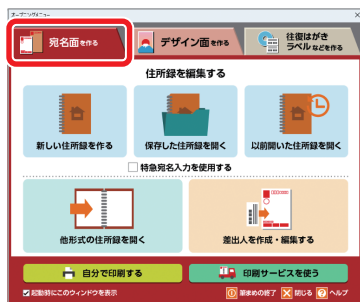 オープニングメニュー
宛名面を作る
デザイン面を作る
往復はがき
ラベルなどを作る
住所録を編集する
新しい住所録を作る
保存した住所録を開く
以前開いた住所録を開く
特急宛名入力を使用する
他形式の住所録を開く
差出人を作成・編集する
自分で印刷する
印刷サービスを使う
起動時にこのウィンドウを表示
筆まめの終了
閉じる
ヘルプ